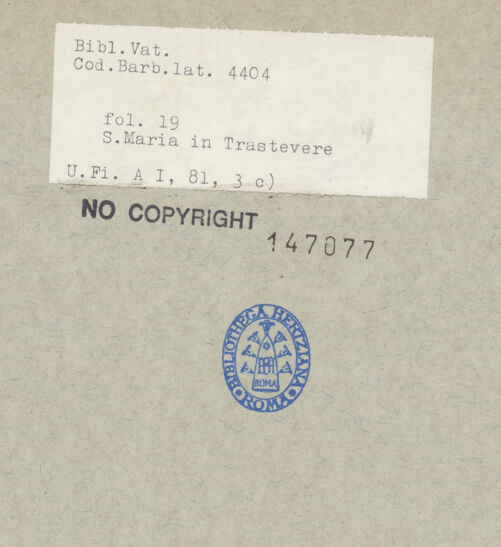 Bibl.Vat.
Cod.Barb.lat. 4404
fol. 19
S.Maria in Trastevere
U.Fi. A I, 81, 3 c)
NO COPYRIGHT
147077
BIBLIOTHECA HERTZIANA
ROMA
ROMA